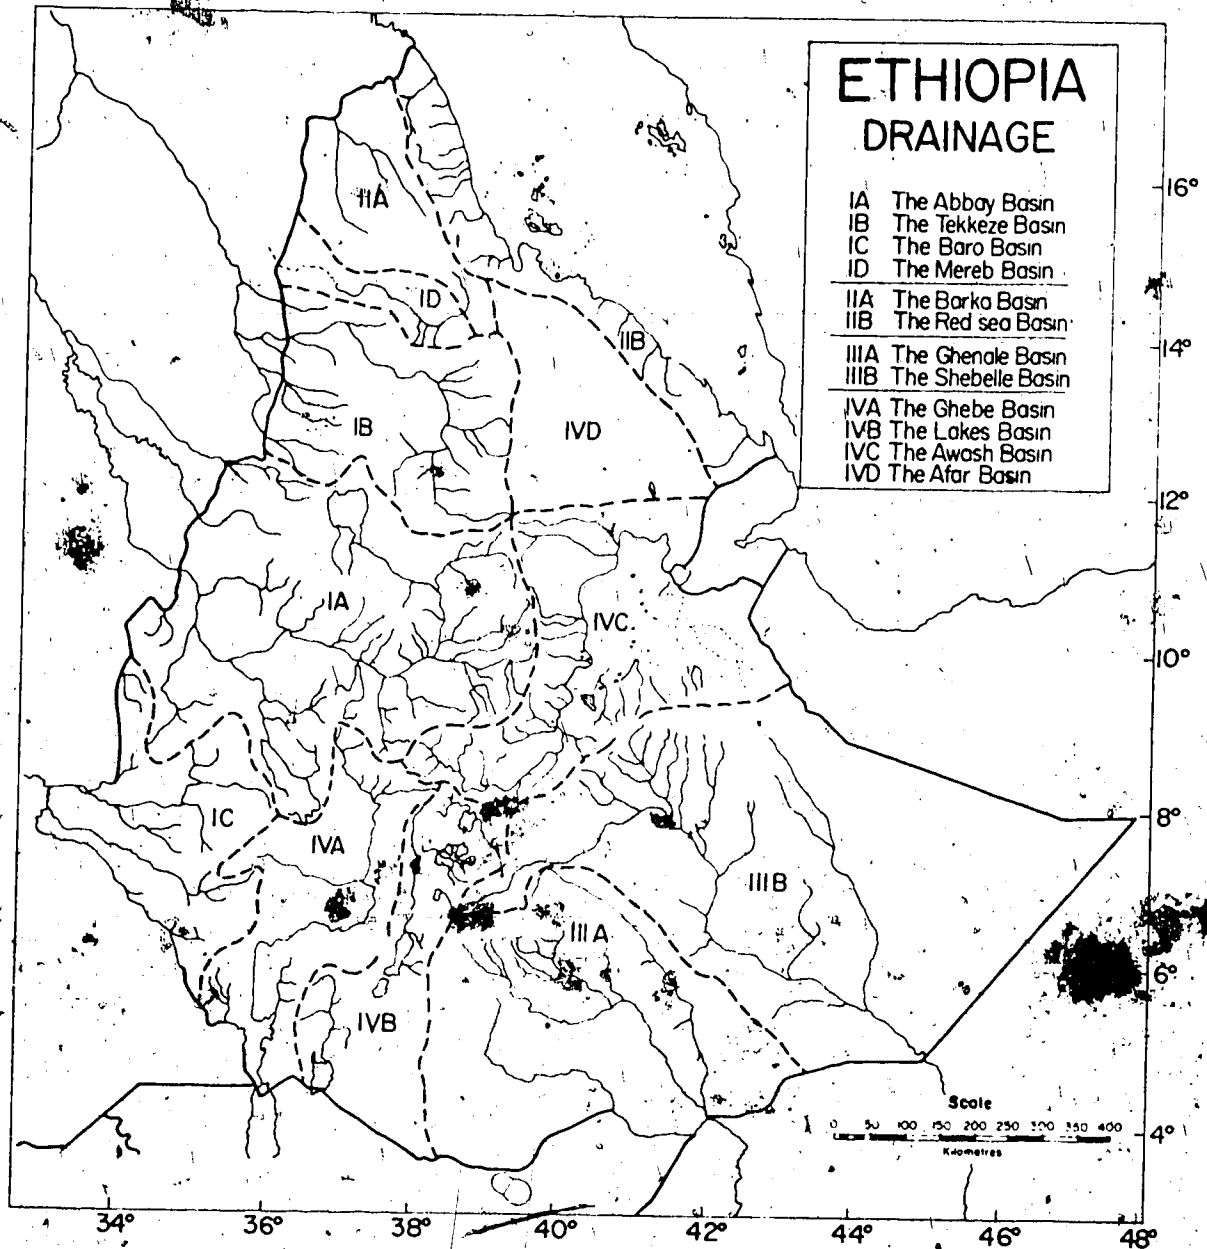 ETHIOPIA
DRAINAGE
IA The Abbay Basin
IB The Tekkeze Basin
IC The Baro Basin
ID The Mereb Basin
IIA The Barka Basin
IIB The Red sea Basin
IIIA The Ghenale Basin
IIIB The Shebelle Basin
IVA The Ghebe Basin
IVB The Lakes Basin
IVC The Awash Basin
IVD The Afar Basin
16°
IIA
ID
14°
IIB
IB
IVD
12°
IA
IVC
10°
IC
8°
IVA
IIIB
IIIA
6°
IVB
Scale
0 50 100 150 200 250 300 350 400
Kilometres
4°
34° 36° 38° 40° 42° 44° 46° 48°